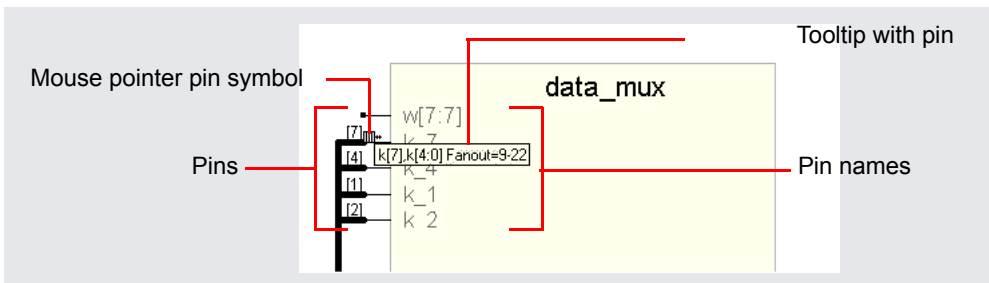 Tooltip with pin
Mouse pointer pin symbol
data_mux
w[7:7]
[7]
k_7
k[7],k[4:0] Fanout=9-22
[4]
k_4
Pins
Pin names
[1]
k_1
[2]
k_2